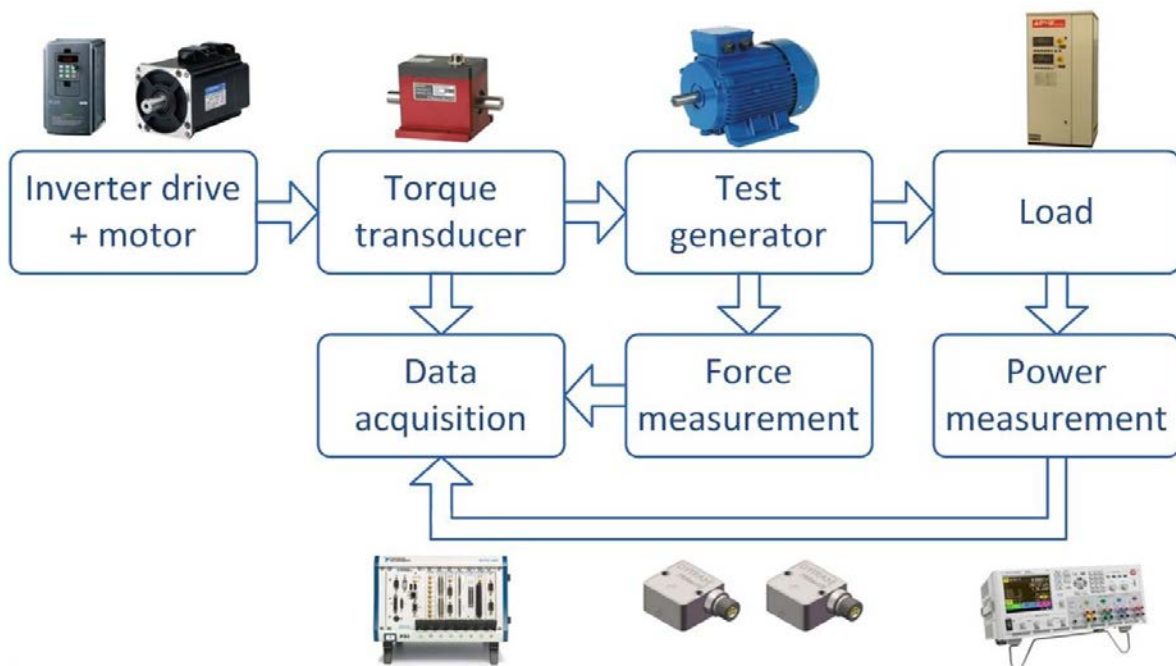 Inverter drive
+ motor
Torque
transducer
Test
generator
Load
Data
acquisition
Force
measurement
Power
measurement